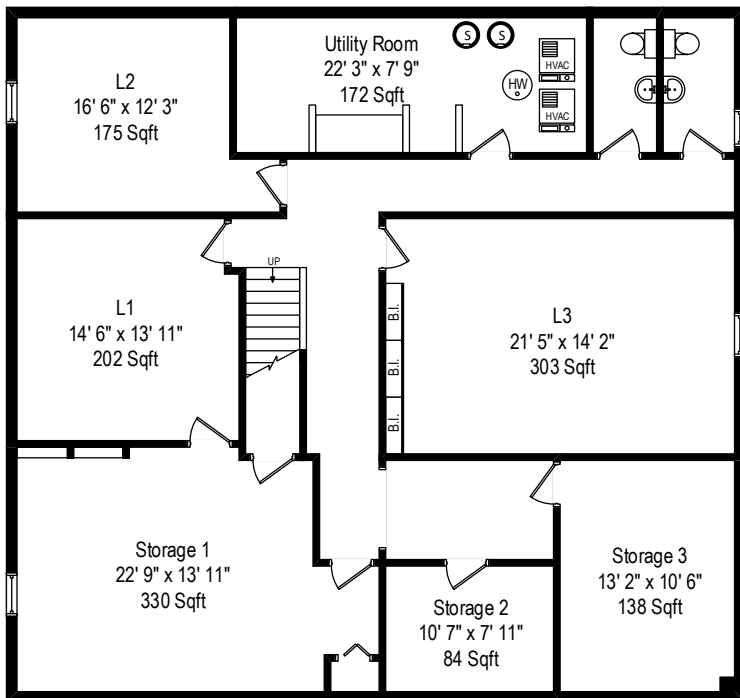 L2
16' 6" x 12' 3"
175 Sqft
Utility Room
22' 3" x 7' 9"
172 Sqft
S
S
HW
HVAC
HVAC
UP
L1
14' 6" x 13' 11"
202 Sqft
B.I.
B.I.
B.I.
L3
21' 5" x 14' 2"
303 Sqft
Storage 1
22' 9" x 13' 11"
330 Sqft
Storage 2
10' 7" x 7' 11"
84 Sqft
Storage 3
13' 2" x 10' 6"
138 Sqft